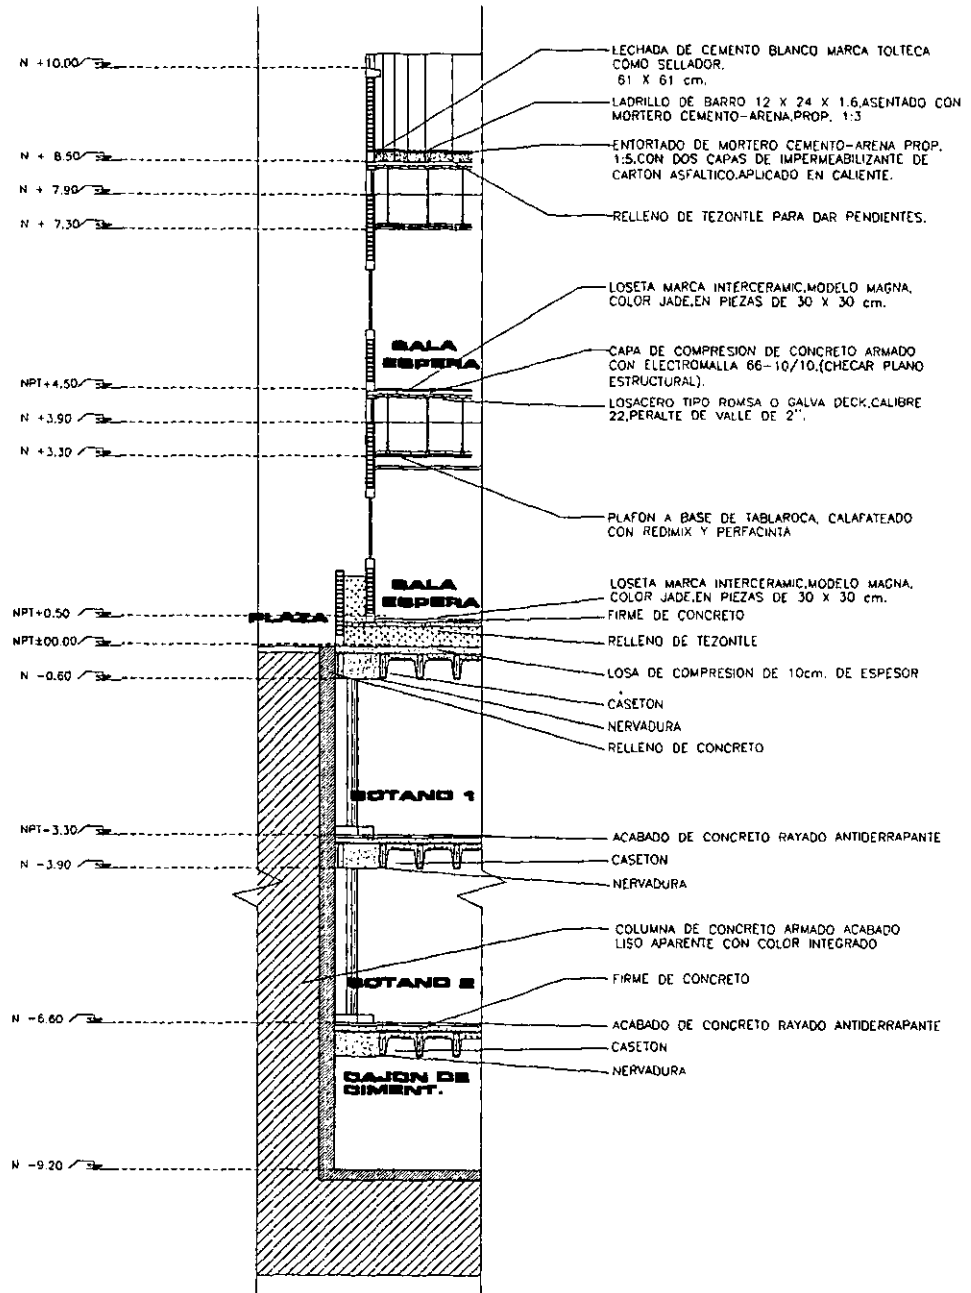 N +10.00
N + 8.50
N + 7.90
N + 7.30
NPT+4.50
N +3.90
N +3.30
NPT+0.50
NPT±00.00
N -0.60
NPT-3.30
N -3.90
N -6.60
N -9.20
SALA
ESPERA
SALA
ESPERA
PLAZA
SOTANO 1
SOTANO 2
CAJON DE
CIMENT.
LECHADA DE CEMENTO BLANCO MARCA TOLTECA
COMO SELLADOR.
61 X 61 cm.
LADRILLO DE BARRO 12 X 24 X 1.6,ASENTADO CON
MORTERO CEMENTO-ARENA,PROP. 1:3
ENTORTADO DE MORTERO CEMENTO-ARENA PROP.
1:5,CON DOS CAPAS DE IMPERMEABILIZANTE DE
CARTON ASFALTICO,APLICADO EN CALIENTE.
RELLENO DE TEZONTLE PARA DAR PENDIENTES.
LOSETA MARCA INTERCERAMIC,MODELO MAGNA,
COLOR JADE,EN PIEZAS DE 30 X 30 cm.
CAPA DE COMPRESION DE CONCRETO ARMADO
CON ELECTROMALLA 66-10/10,(CHECAR PLANO
ESTRUCTURAL).
LOSACERO TIPO ROMSA O GALVA DECK,CALIBRE
22,PERALTE DE VALLE DE 2".
PLAFON A BASE DE TABLAROCA, CALAFATEADO
CON REDIMIX Y PERFACINTA
LOSETA MARCA INTERCERAMIC,MODELO MAGNA,
COLOR JADE,EN PIEZAS DE 30 X 30 cm.
FIRME DE CONCRETO
RELLENO DE TEZONTLE
LOSA DE COMPRESION DE 10cm. DE ESPESOR
CASETON
NERVADURA
RELLENO DE CONCRETO
ACABADO DE CONCRETO RAYADO ANTIDERRAPANTE
CASETON
NERVADURA
COLUMNA DE CONCRETO ARMADO ACABADO
LISO APARENTE CON COLOR INTEGRADO
FIRME DE CONCRETO
ACABADO DE CONCRETO RAYADO ANTIDERRAPANTE
CASETON
NERVADURA